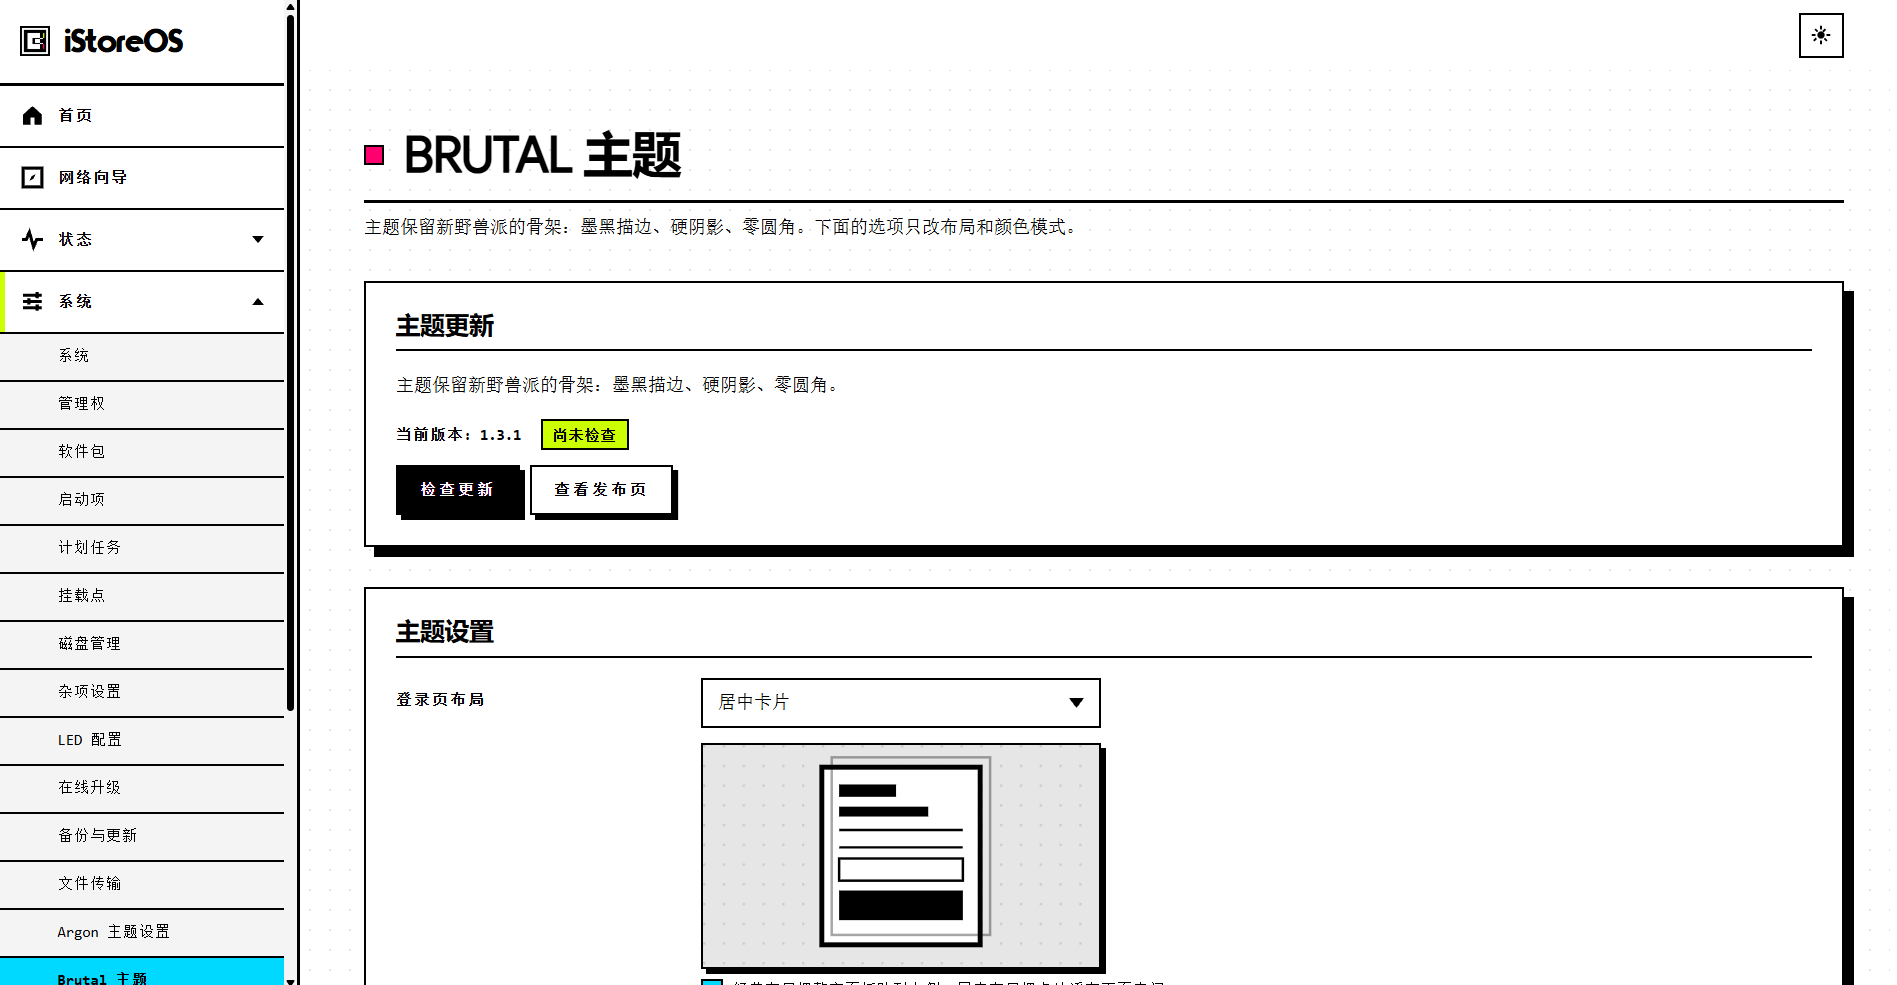 iStoreOS
首页
网络向导
状态
系统
系统
管理权
软件包
启动项
计划任务
挂载点
磁盘管理
杂项设置
LED 配置
在线升级
备份与更新
文件传输
Argon 主题设置
Brutal 主题
BRUTAL 主题
主题保留新野兽派的骨架：墨黑描边、硬阴影、零圆角。下面的选项只改布局和颜色模式。
主题更新
主题保留新野兽派的骨架：墨黑描边、硬阴影、零圆角。
当前版本：1.3.1 尚未检查
检查更新 查看发布页
主题设置
登录页布局 居中卡片